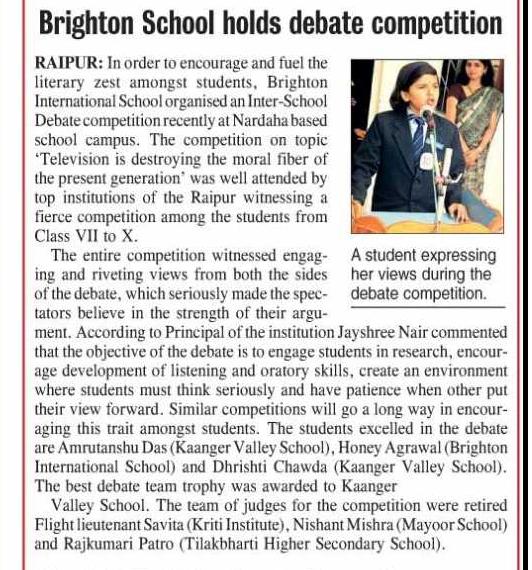 Brighton School holds debate competition
RAIPUR: In order to encourage and fuel the
literary zest amongst students, Brighton
International School organised an Inter-School
Debate competition recently at Nardaha based
school campus. The competition on topic
‘Television is destroying the moral fiber of
the present generation’ was well attended by
top institutions of the Raipur witnessing a
fierce competition among the students from
Class VII to X.
The entire competition witnessed engag-
ing and riveting views from both the sides
of the debate, which seriously made the spec-
tators believe in the strength of their argu-
A student expressing
her views during the
debate competition.
ment. According to Principal of the institution Jayshree Nair commented
that the objective of the debate is to engage students in research, encour-
age development of listening and oratory skills, create an environment
where students must think seriously and have patience when other put
their view forward. Similar competitions will go a long way in encour-
aging this trait amongst students. The students excelled in the debate
are Amrutanshu Das (Kaanger Valley School), Honey Agrawal (Brighton
International School) and Dhrishti Chawda (Kaanger Valley School).
The best debate team trophy was awarded to Kaanger
Valley School. The team of judges for the competition were retired
Flight lieutenant Savita (Kriti Institute), Nishant Mishra (Mayoor School)
and Rajkumari Patro (Tilakbharti Higher Secondary School).